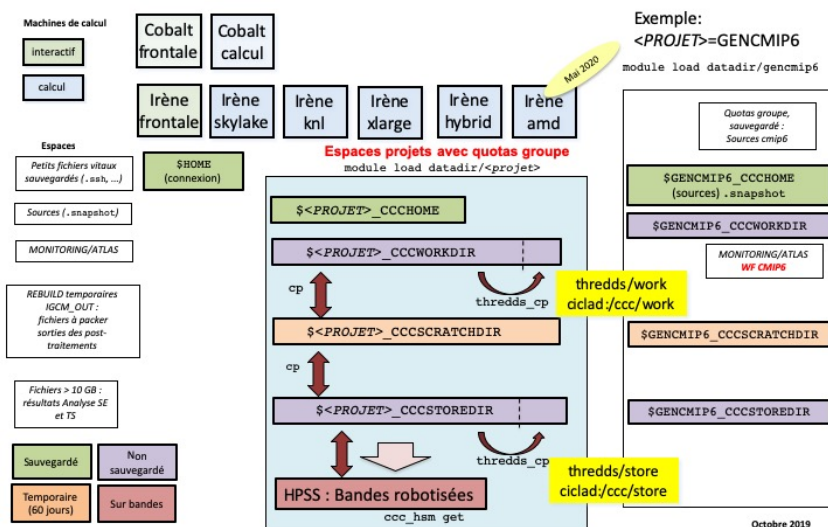 Machines de calcul
interactif
calcul
Cobalt
frontale
Cobalt
calcul
Irène
frontale
Irène
skylake
Irène
knl
Irène
xlarge
Irène
hybrid
Irène
amd
Mai 2020
Exemple:
<PROJET>=GENCMIP6
module load datadir/gencmip6
Espaces
Petits fichiers vitaux
sauvegardés (.ssh, ...)
$HOME
(connexion)
Sources (.snapshot)
MONITORING/ATLAS
REBUILD temporaires
IGCM_OUT :
fichiers à packer
sorties des post-
traitements
Fichiers > 10 GB :
résultats Analyse SE
et TS
Sauvegardé
Non
sauvegardé
Temporaire
(60 jours)
Sur bandes
Espaces projets avec quotas groupe
module load datadir/<projet>
$<PROJET>_CCCHOME
$<PROJET>_CCCWORKDIR
cp
thredds_cp
thredds/work
ciclad:/ccc/work
$<PROJET>_CCCSCRATCHDIR
cp
$<PROJET>_CCCSTOREDIR
thredds_cp
thredds/store
ciclad:/ccc/store
HPSS : Bandes robotisées
ccc_hsm get
Quotas groupe,
sauvegardé :
Sources cmip6
$GENCMIP6_CCCHOME
(sources) .snapshot
$GENCMIP6_CCCWORKDIR
MONITORING/ATLAS
WF CMIP6
$GENCMIP6_CCCSCRATCHDIR
$GENCMIP6_CCCSTOREDIR
Octobre 2019